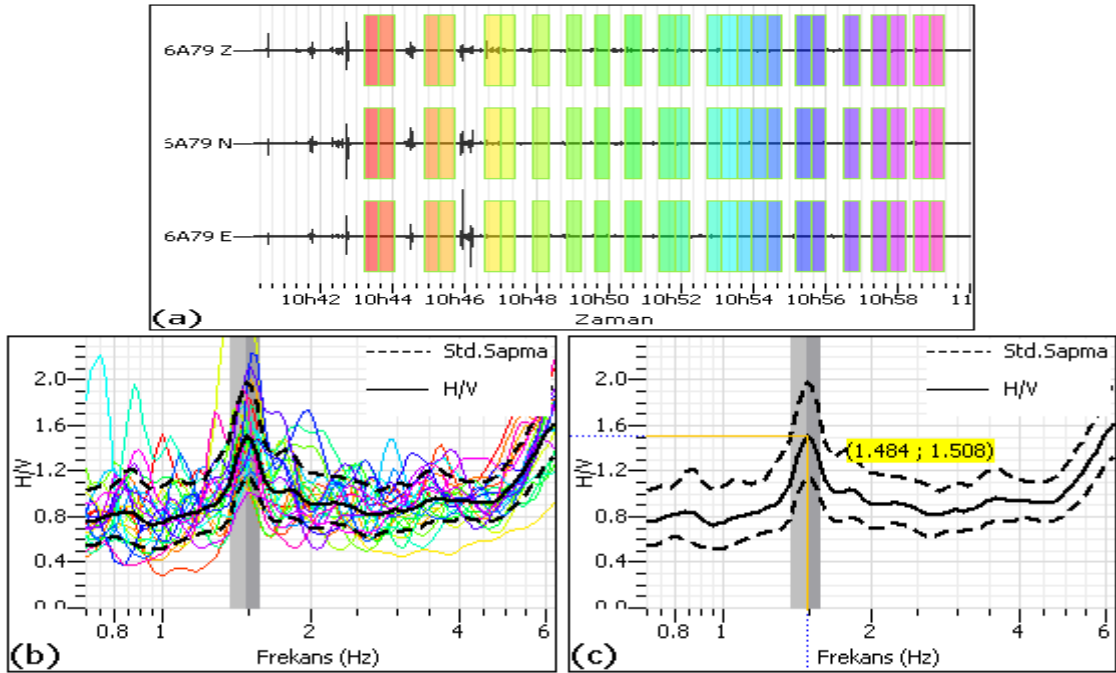 6A79 Z
5A79 N
6A79 E
10h42 10h44 10h46 10h48 10h50 10h52 10h54 10h56 10h58 11
Zaman
(a)
Std.Sapma
H/V
2.0
1.6
1.2
0.8
0.4
0.0
H/V
0.8 1 2 4 6
Frekans (Hz)
(b)
Std.Sapma
H/V
(1.484 ; 1.508)
2.0
1.6
1.2
0.8
0.4
0.0
H/V
0.8 1 2 4 6
Frekans (Hz)
(c)